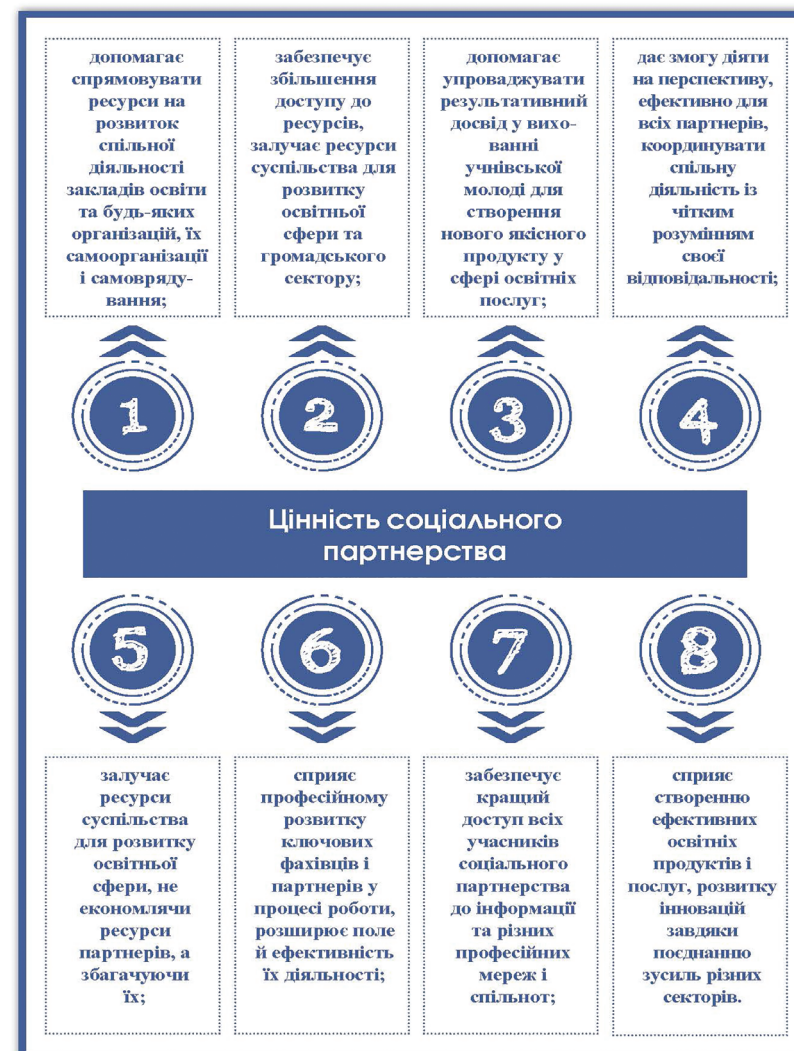 допомагає
спрямовувати
ресурси на
розвиток
спільної
діяльності
закладів освіти
та будь-яких
організацій, їх
самоорганізації
і самовряду-
вання;
забезпечує
збільшення
доступу до
ресурсів,
залучає ресурси
суспільства для
розвитку
освітньої
сфери та
громадського
сектору;
допомагає
упроваджувати
результативний
досвід у вихо-
ванні
учнівської
молоді для
створення
нового якісного
продукту у
сфері освітніх
послуг;
дає змогу діяти
на перспективу,
ефективно для
всіх партнерів,
координувати
спільну
діяльність із
чітким
розумінням
своєї
відповідальності;
1
2
3
4
Цінність соціального
партнерства
5
6
7
8
залучає
ресурси
суспільства
для розвитку
освітньої
сфери, не
економлячи
ресурси
партнерів, а
збагачуючи
їх;
сприяє
професійному
розвитку
ключових
фахівців і
партнерів у
процесі роботи,
розширює поле
й ефективність
їх діяльності;
забезпечує
кращий
доступ всіх
учасників
соціального
партнерства
до інформації
та різних
професійних
мереж і
спільнот;
сприяє
створенню
ефективних
освітніх
продуктів і
послуг, розвитку
інновацій
завдяки
поєднанню
зусиль різних
секторів.